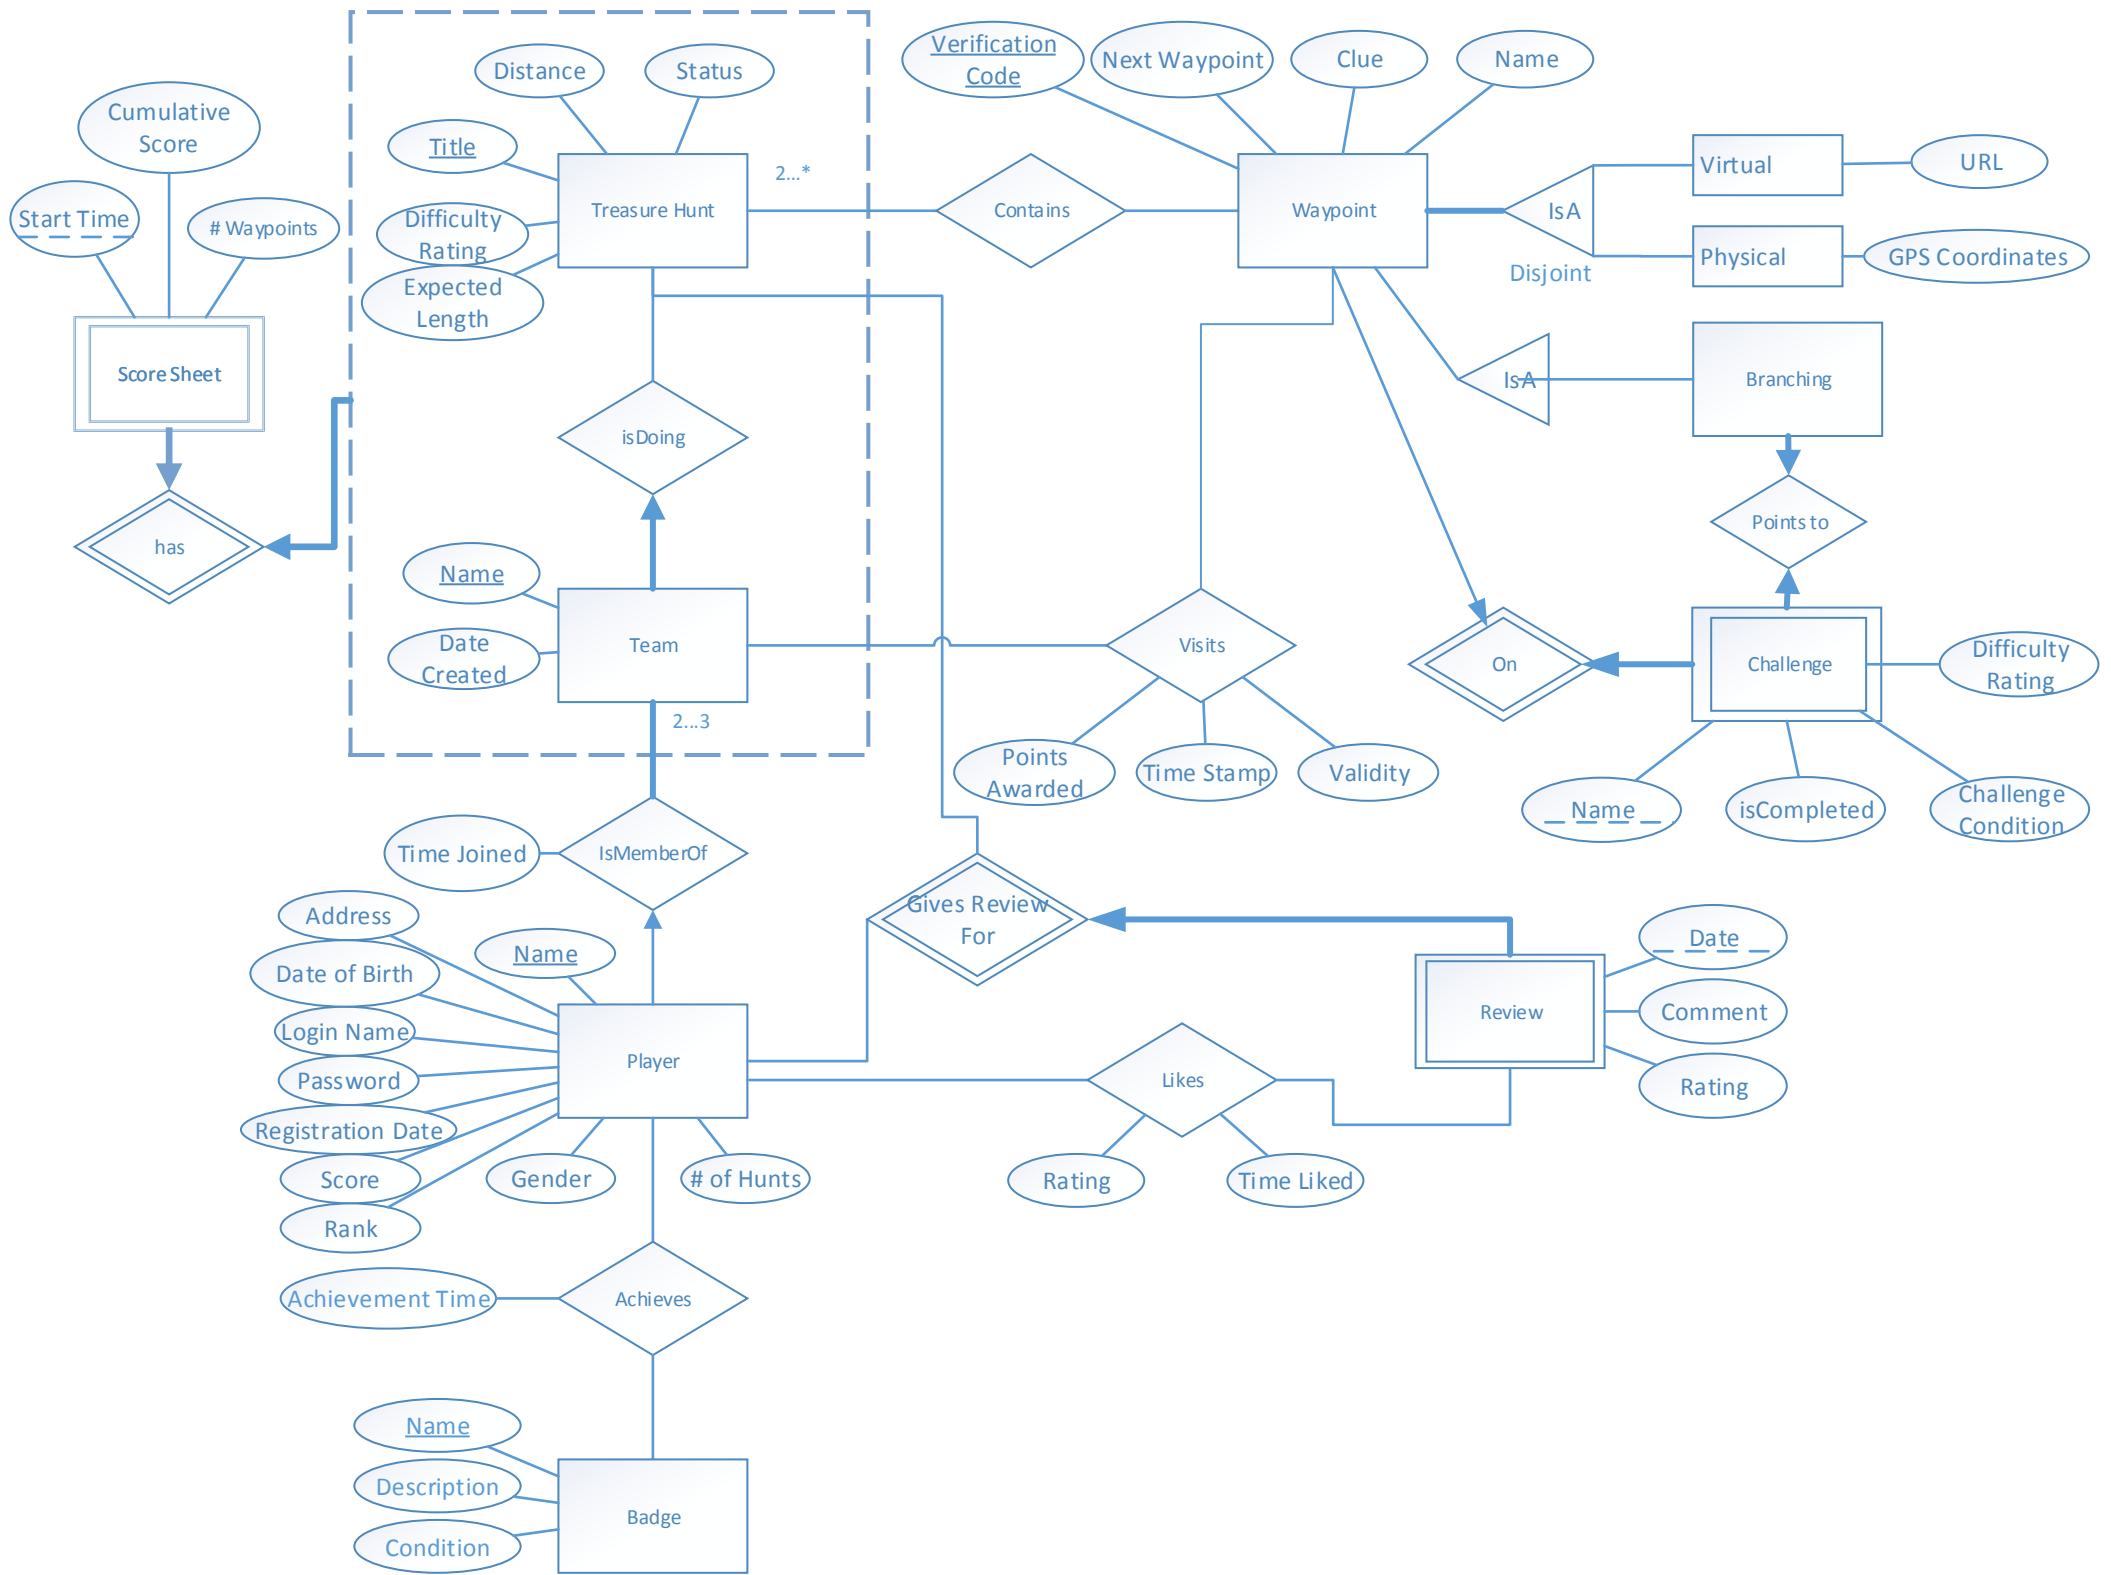 Distance
Status
Verification
Code
Next Waypoint
Clue
Name
Cumulative
Score
Title
2...*
Virtual
URL
Start Time
# Waypoints
Difficulty
Rating
Treasure Hunt
Contains
Waypoint
IsA
Physical
GPS Coordinates
Disjoint
Expected
Length
Score Sheet
IsA
Branching
isDoing
Points to
has
Name
Date
Created
Team
Visits
On
Challenge
Difficulty
Rating
2...3
Points
Awarded
Time Stamp
Validity
Name
isCompleted
Challenge
Condition
Time Joined
IsMemberOf
Address
Name
Gives Review
For
Date
Date of Birth
Login Name
Comment
Review
Player
Password
Likes
Rating
Registration Date
Score
Gender
# of Hunts
Rating
Time Liked
Rank
Achievement Time
Achieves
Name
Description
Badge
Condition